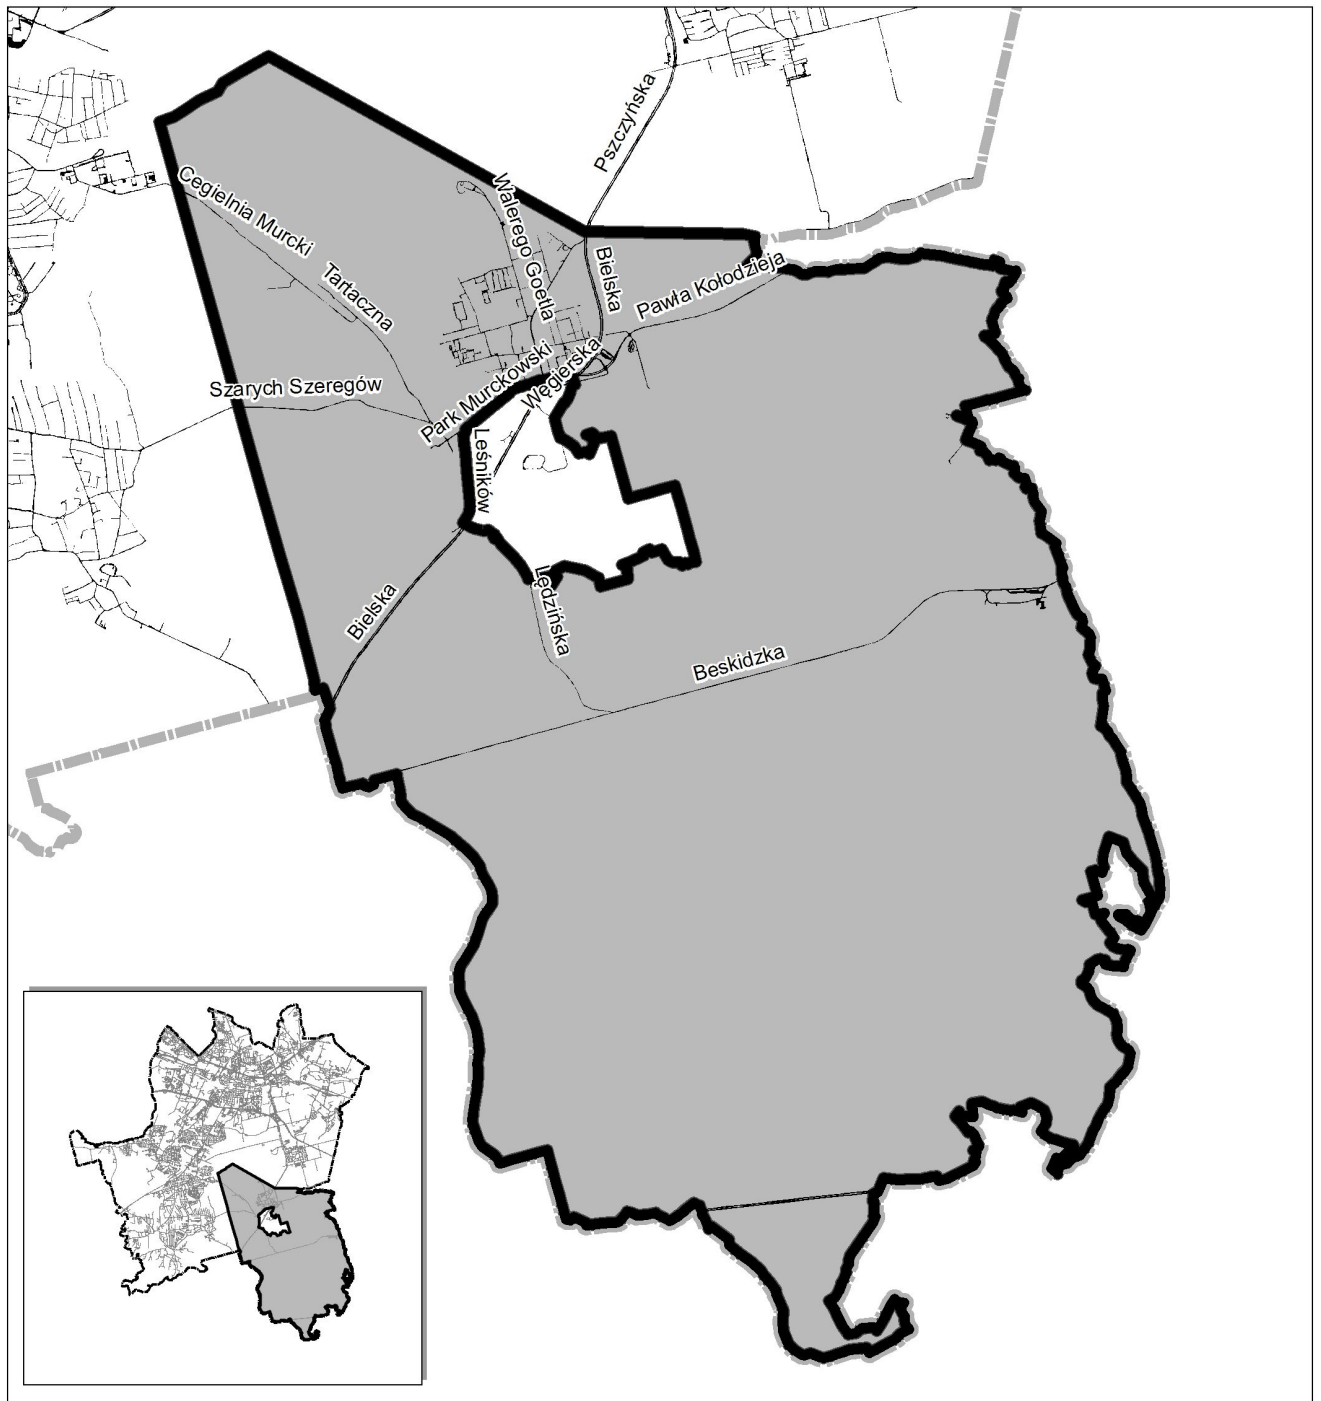 Pszczyńska
Cegielnia Murcki
Walerego Goetla
Bielska
Pawła Kołodzieja
Tartaczna
Węgierska
Park Murckowski
Szarych Szeregów
Leśników
Bielska
Lędzińska
Beskidzka